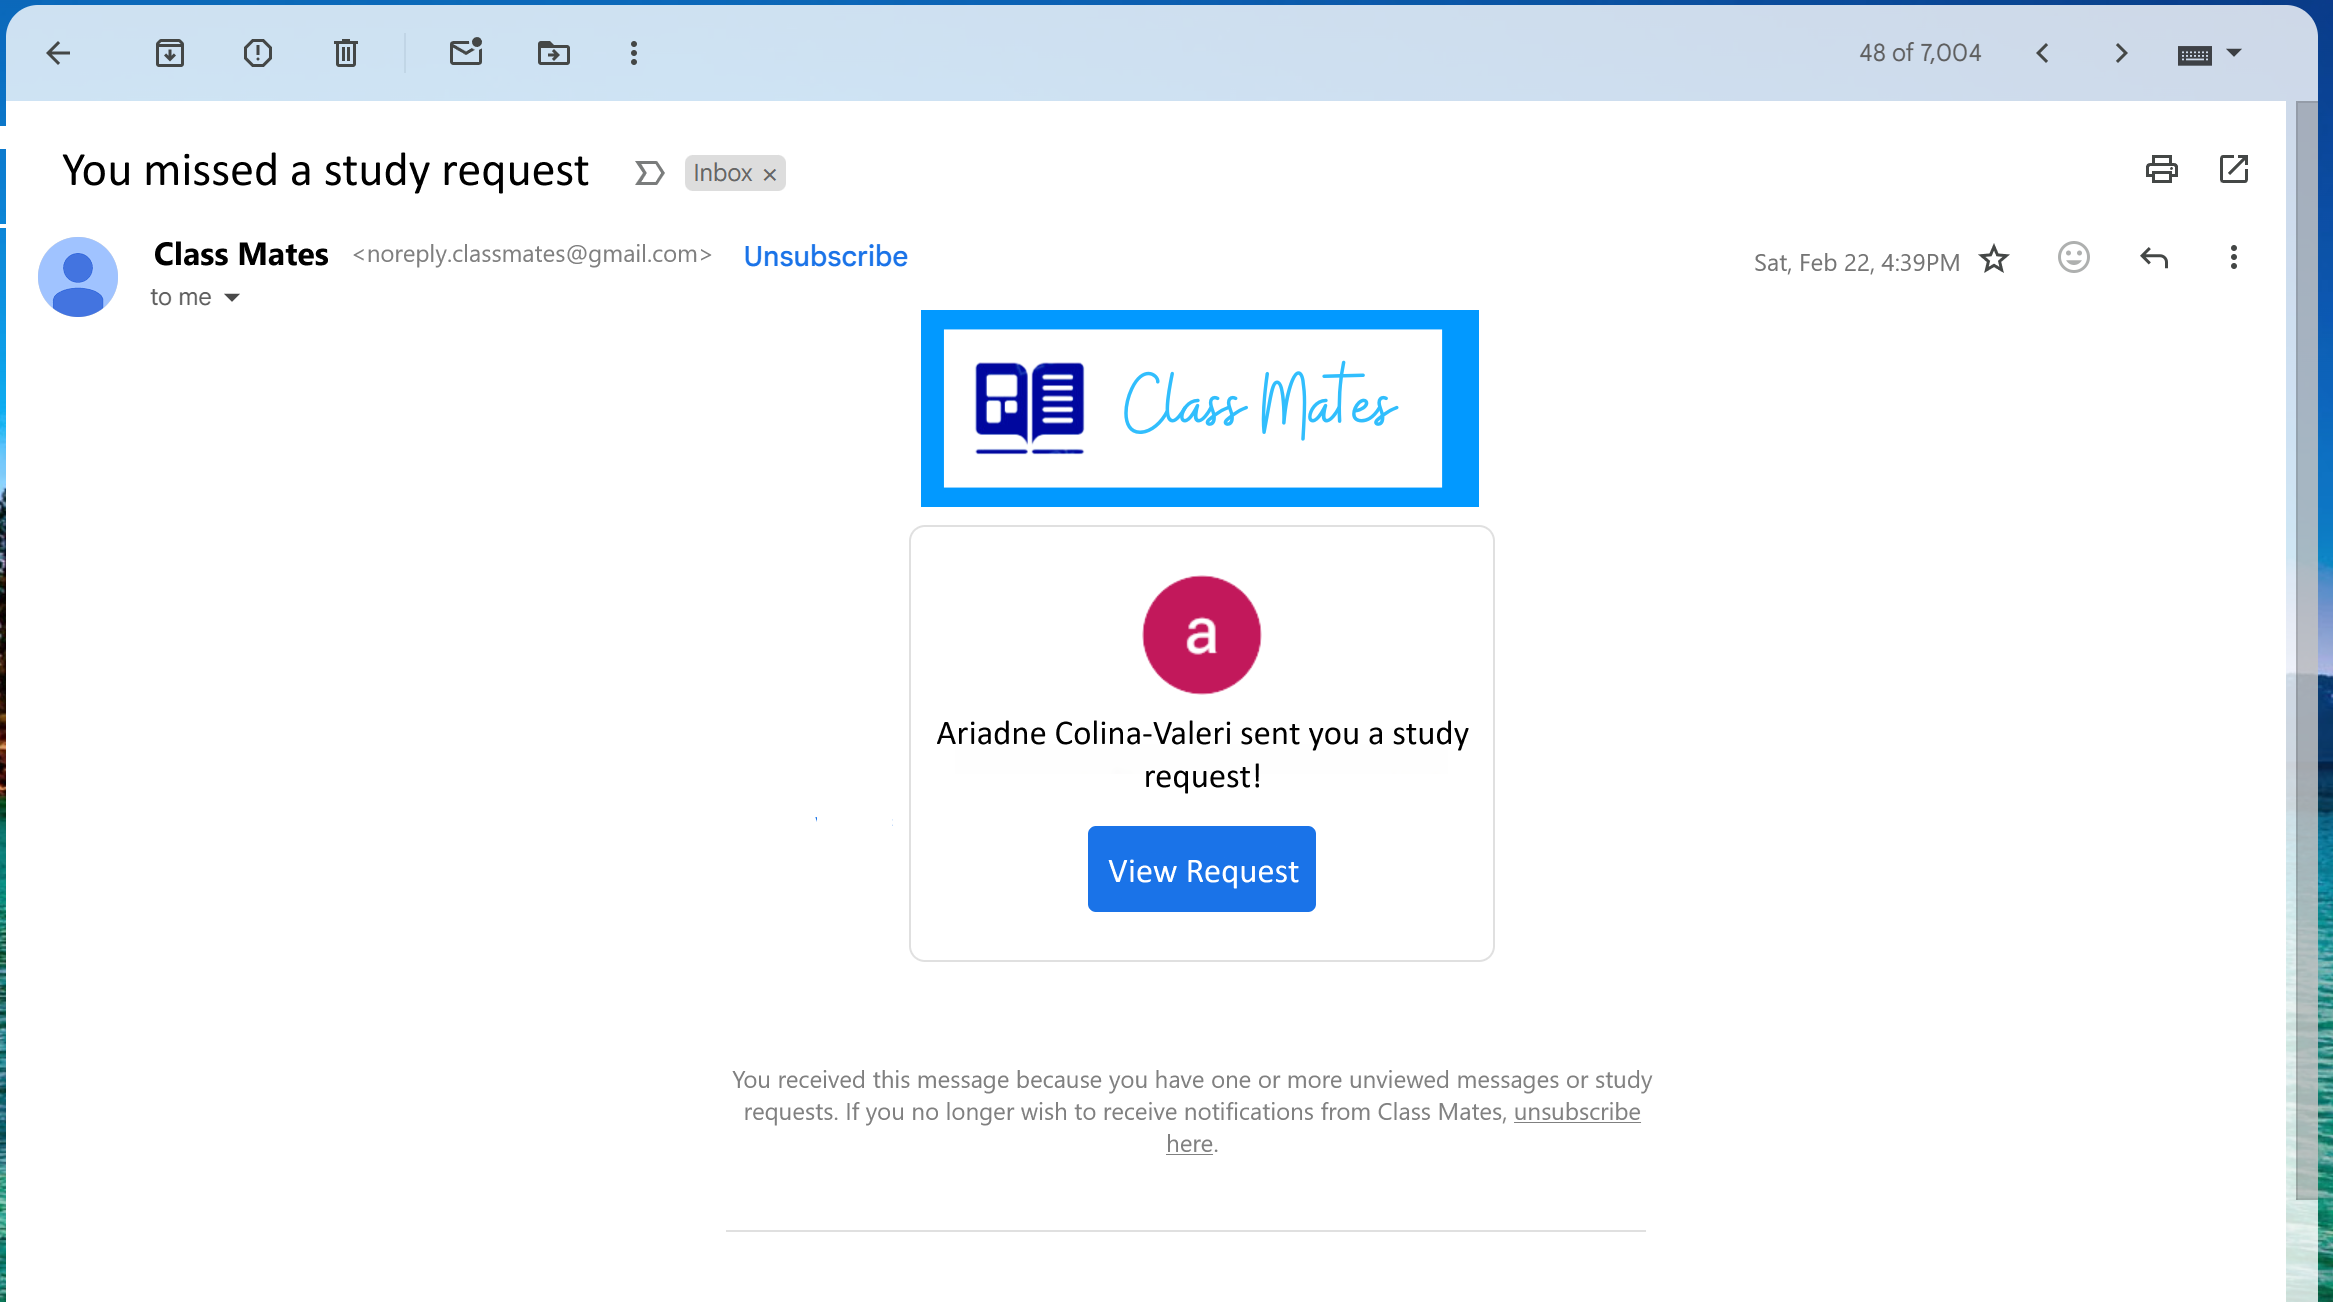 48 of 7,004
You missed a study request
Inbox ×
Class Mates <noreply.classmates@gmail.com> Unsubscribe
Sat, Feb 22, 4:39PM
to me
Class Mates
a
Ariadne Colina-Valeri sent you a study
request!
View Request
You received this message because you have one or more unviewed messages or study
requests. If you no longer wish to receive notifications from Class Mates, unsubscribe
here.